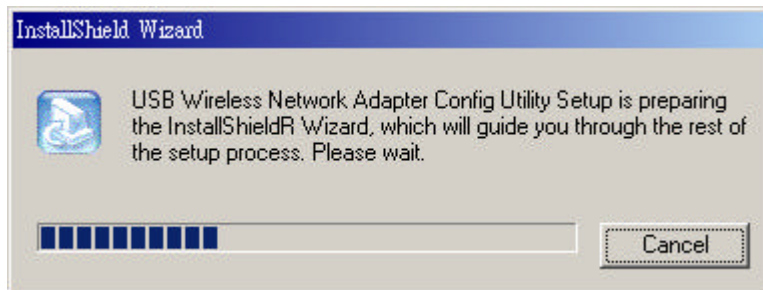 InstallShield Wizard
USB Wireless Network Adapter Config Utility Setup is preparing
the InstallShieldR Wizard, which will guide you through the rest of
the setup process. Please wait.
Cancel